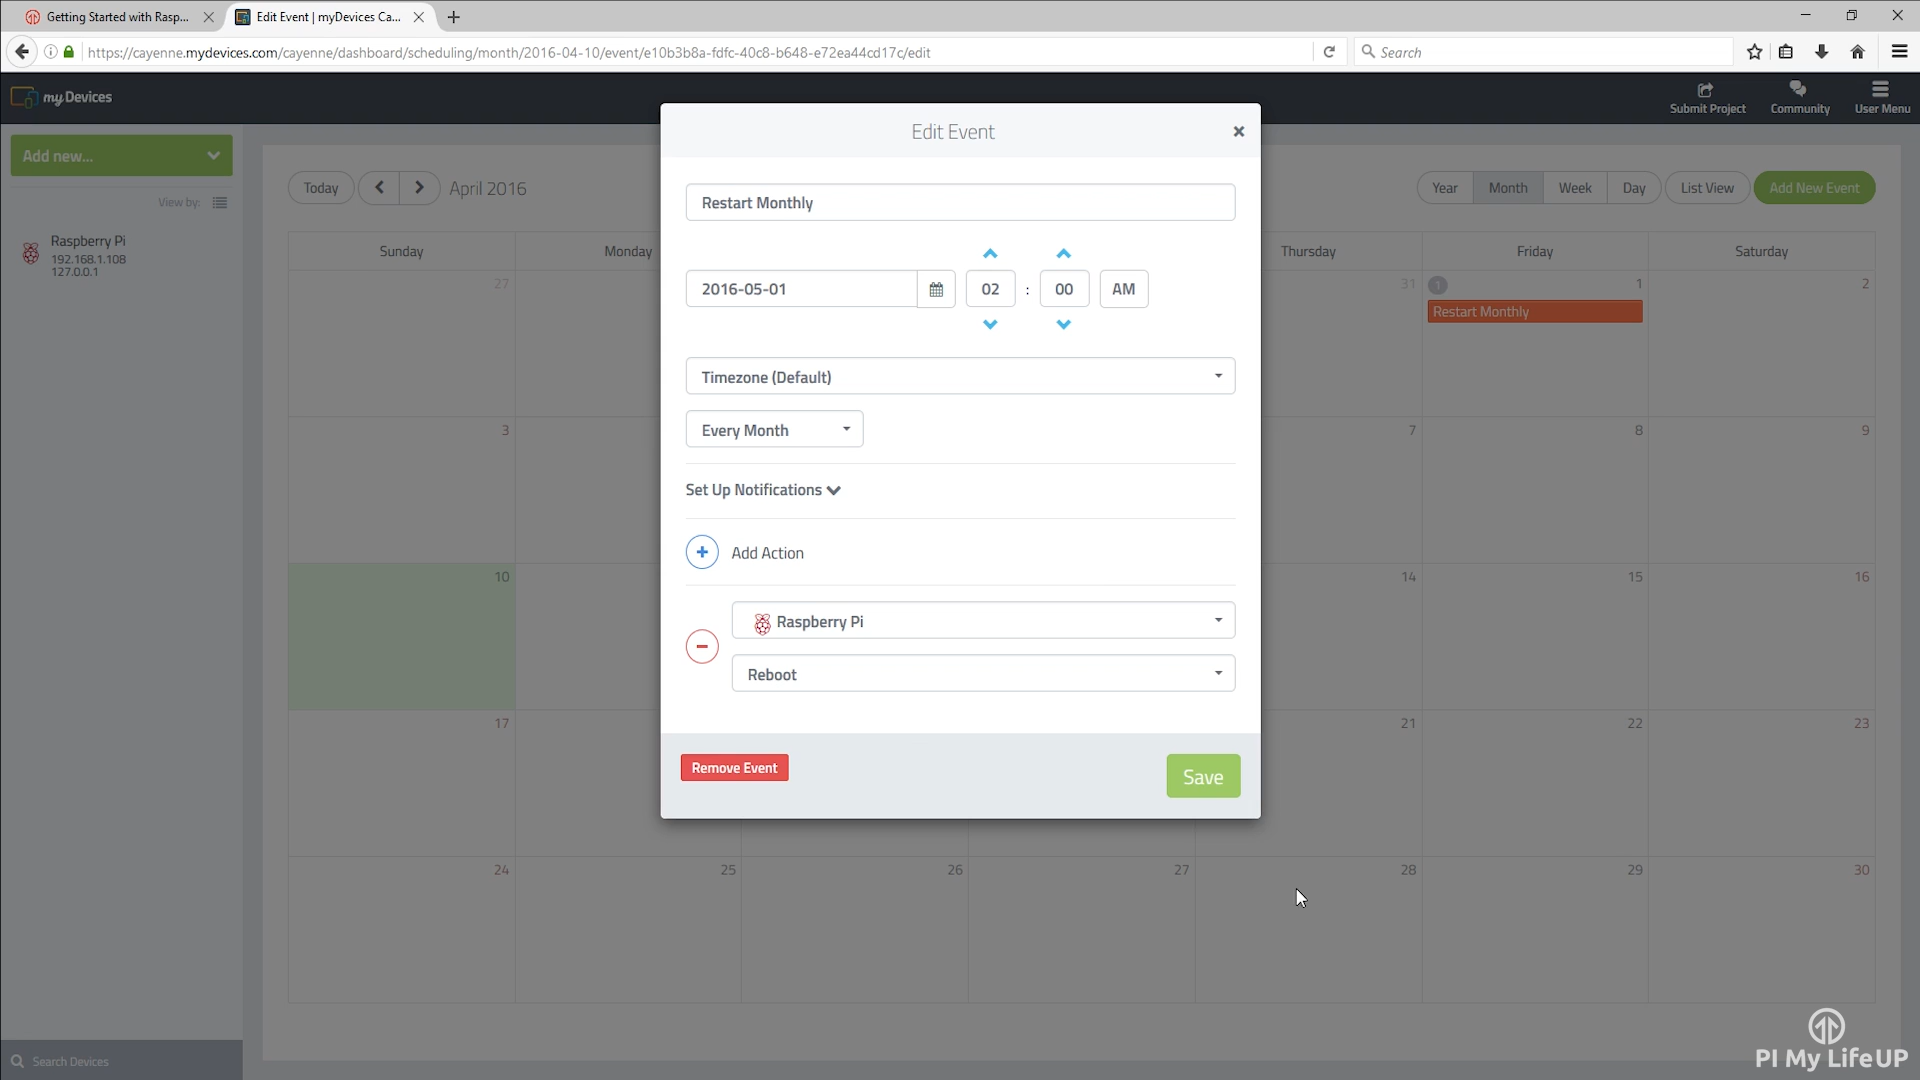 Getting Started with Rasp...
Edit Event | myDevices Ca...
https://cayenne.mydevices.com/cayenne/dashboard/scheduling/month/2016-04-10/event/e10b3b8a-fdfc-40c8-b648-e72ea44cd17c/edit
Search
myDevices
Submit Project
Community
User Menu
Add new...
View by:
Raspberry Pi
192.168.1.108
127.0.0.1
Search Devices
Today
April 2016
Year
Month
Week
Day
List View
Add New Event
Sunday
Monday
Thursday
Friday
Saturday
27
31
1
1
2
Restart Monthly
3
7
8
9
10
14
15
16
17
21
22
23
24
25
26
27
28
29
30
Edit Event
Restart Monthly
2016-05-01
02 : 00 AM
Timezone (Default)
Every Month
Set Up Notifications
Add Action
Raspberry Pi
Reboot
Remove Event
Save
PI My LifeUP